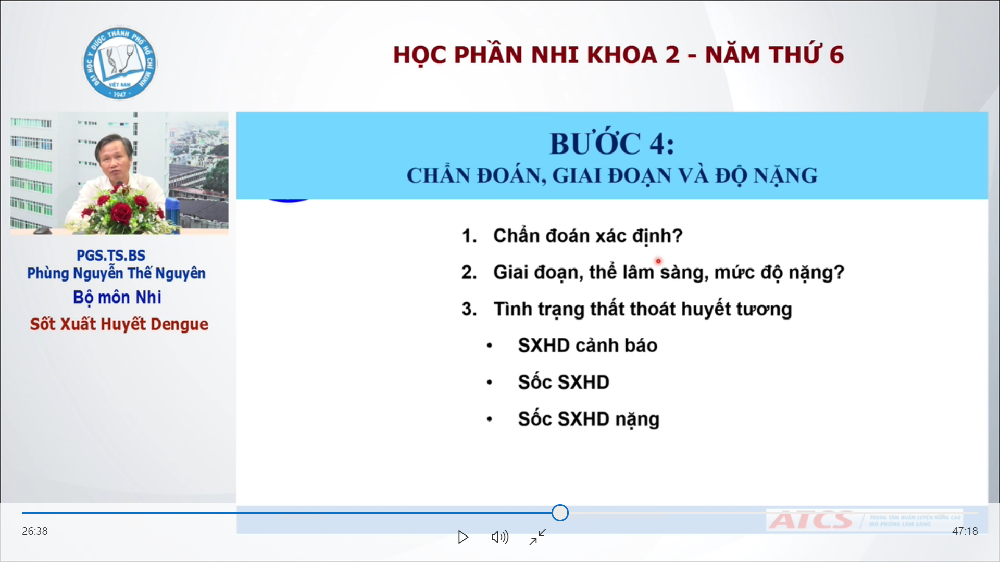 ĐẠI HỌC Y DƯỢC THÀNH PHỐ HỒ CHÍ MINH
VIỆT NAM
· 1947 ·
HỌC PHẦN NHI KHOA 2 - NĂM THỨ 6
PGS.TS.BS
Phùng Nguyễn Thế Nguyên
Bộ môn Nhi
Sốt Xuất Huyết Dengue
BƯỚC 4:
CHẨN ĐOÁN, GIAI ĐOẠN VÀ ĐỘ NẶNG
1. Chẩn đoán xác định?
2. Giai đoạn, thể lâm sàng, mức độ nặng?
3. Tình trạng thất thoát huyết tương
• SXHD cảnh báo
• Sốc SXHD
• Sốc SXHD nặng
ATCS
TRUNG TÂM HUẤN LUYỆN NÂNG CAO
MÔ PHỎNG LÂM SÀNG
26:38
47:18